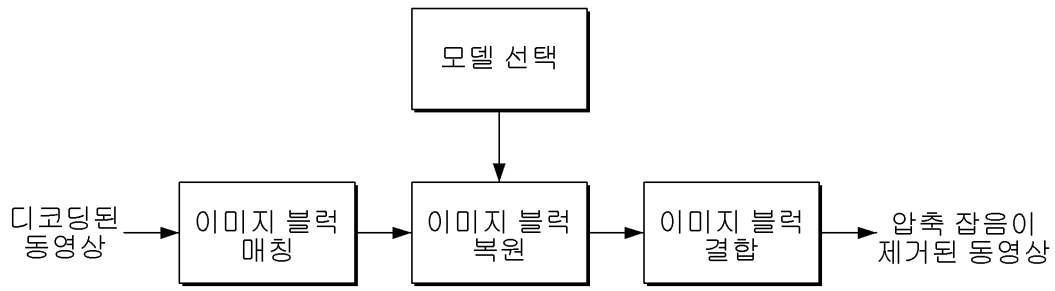 모델 선택
디코딩된
동영상
이미지 블럭
매칭
이미지 블럭
복원
이미지 블럭
결합
압축 잡음이
제거된 동영상